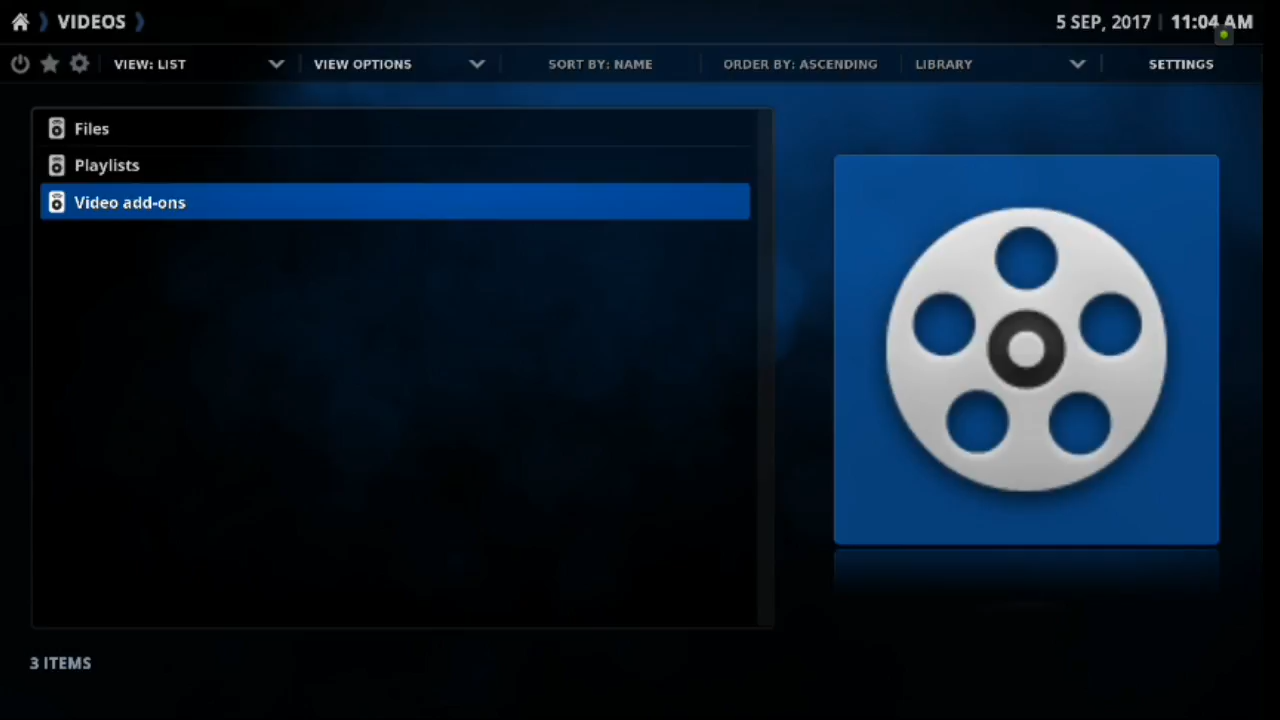 VIDEOS
5 SEP, 2017 | 11:04 AM
VIEW: LIST
VIEW OPTIONS
SORT BY: NAME
ORDER BY: ASCENDING
LIBRARY
SETTINGS
Files
Playlists
Video add-ons
3 ITEMS